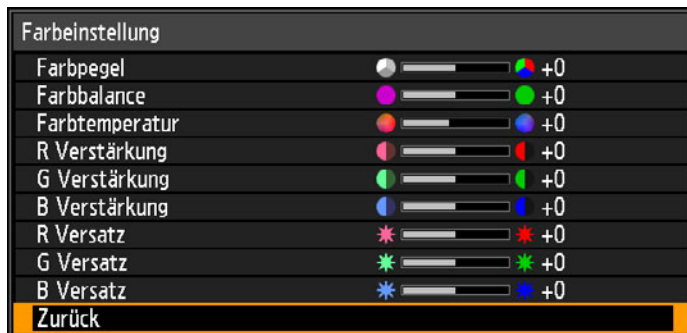 Farbeinstellung
Farbpegel +0
Farbbalance +0
Farbtemperatur +0
R Verstärkung +0
G Verstärkung +0
B Verstärkung +0
R Versatz +0
G Versatz +0
B Versatz +0
Zurück